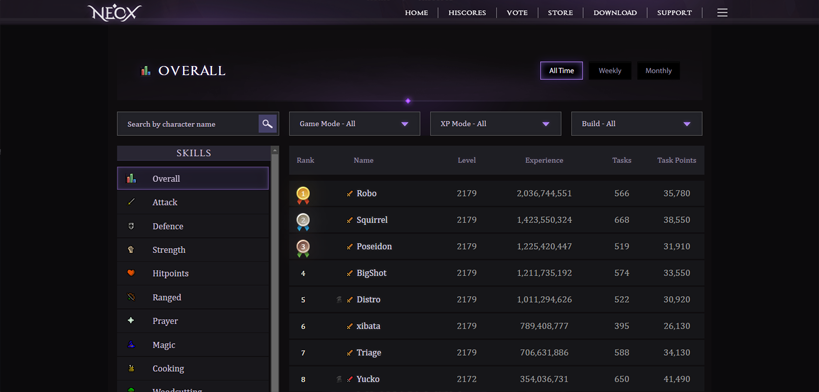 NEOX
HOME HISCORES VOTE STORE DOWNLOAD SUPPORT
OVERALL
All Time Weekly Monthly
Search by character name
Game Mode - All XP Mode - All Build - All
SKILLS
Overall
Attack
Defence
Strength
Hitpoints
Ranged
Prayer
Magic
Cooking
Woodcutting
Rank Name Level Experience Tasks Task Points
1 Robo 2179 2,036,744,551 566 35,780
2 Squirrel 2179 1,423,550,324 668 38,550
3 Poseidon 2179 1,225,420,447 519 31,910
4 BigShot 2179 1,211,735,192 574 33,550
5 Distro 2179 1,011,294,626 522 30,920
6 xibata 2179 789,408,777 395 26,130
7 Triage 2179 706,631,886 588 34,130
8 Yucko 2172 354,036,731 650 41,490